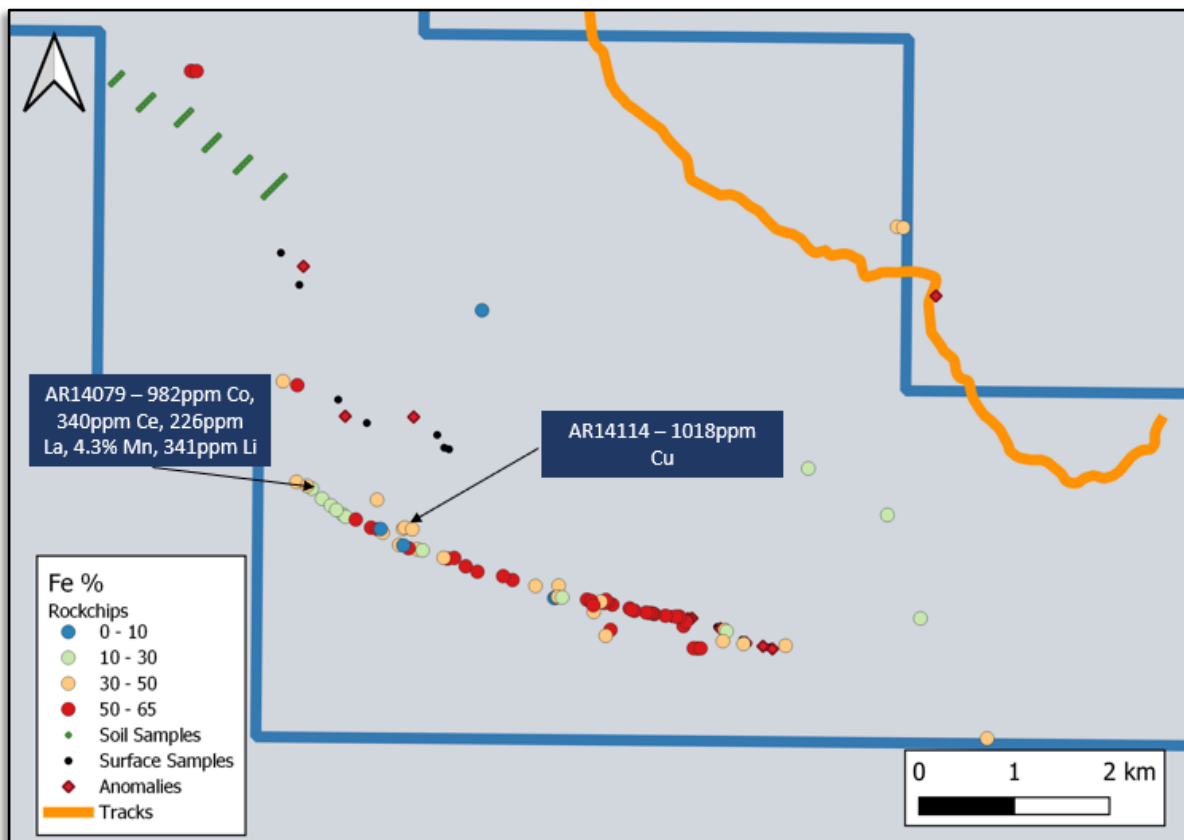 AR14079 – 982ppm Co,
340ppm Ce, 226ppm
La, 4.3% Mn, 341ppm Li
AR14114 – 1018ppm
Cu
Fe %
Rockchips
0 - 10
10 - 30
30 - 50
50 - 65
Soil Samples
Surface Samples
Anomalies
Tracks
0 1 2 km